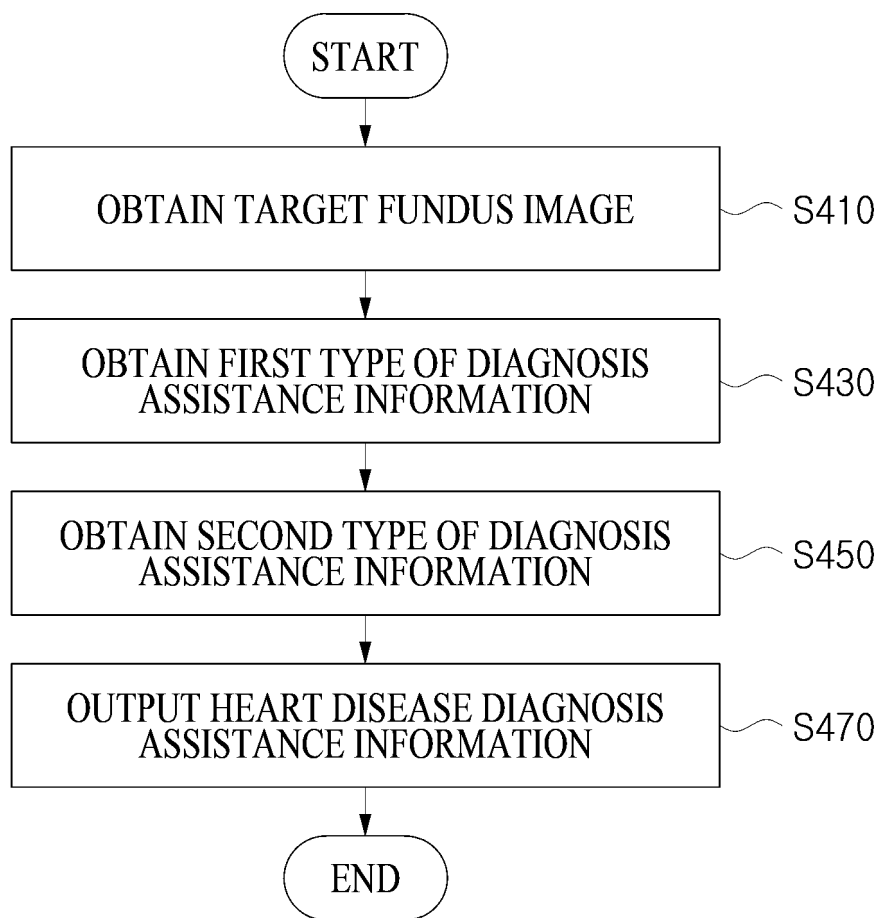 START
OBTAIN TARGET FUNDUS IMAGE
S410
OBTAIN FIRST TYPE OF DIAGNOSIS
ASSISTANCE INFORMATION
S430
OBTAIN SECOND TYPE OF DIAGNOSIS
ASSISTANCE INFORMATION
S450
OUTPUT HEART DISEASE DIAGNOSIS
ASSISTANCE INFORMATION
S470
END